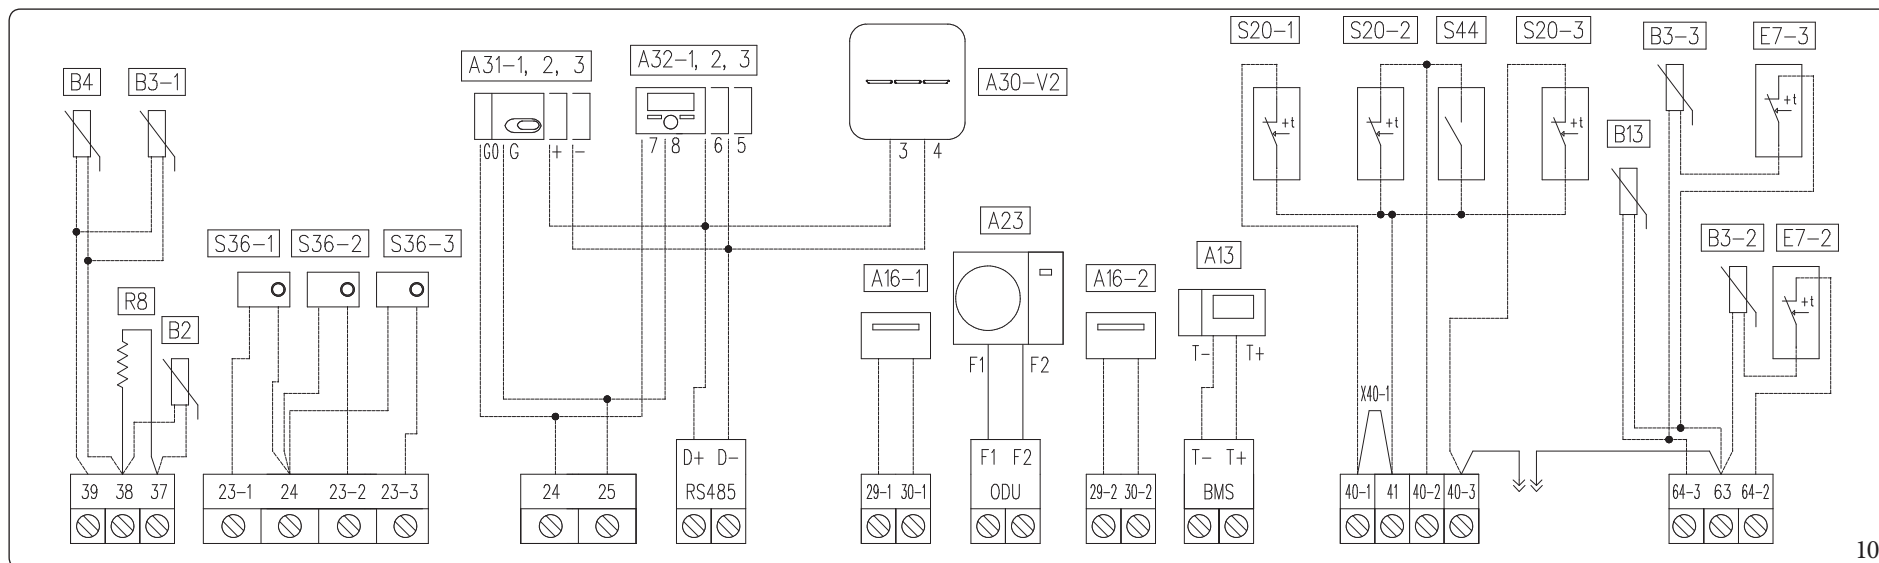 S20-1
S20-2
S44
S20-3
B3-3
E7-3
A31-1, 2, 3
A32-1, 2, 3
A30-V2
B4
B3-1
+t
+t
+t
+t
B13
G0
G
+
-
7
8
6
5
3
4
A23
S36-1
S36-2
S36-3
B3-2
E7-2
A16-1
A16-2
A13
R8
B2
+t
F1
F2
T-
T+
X40-1
D+
D-
F1
F2
T-
T+
39
38
37
23-1
24
23-2
23-3
24
25
RS485
29-1
30-1
ODU
29-2
30-2
BMS
40-1
41
40-2
40-3
64-3
63
64-2
10